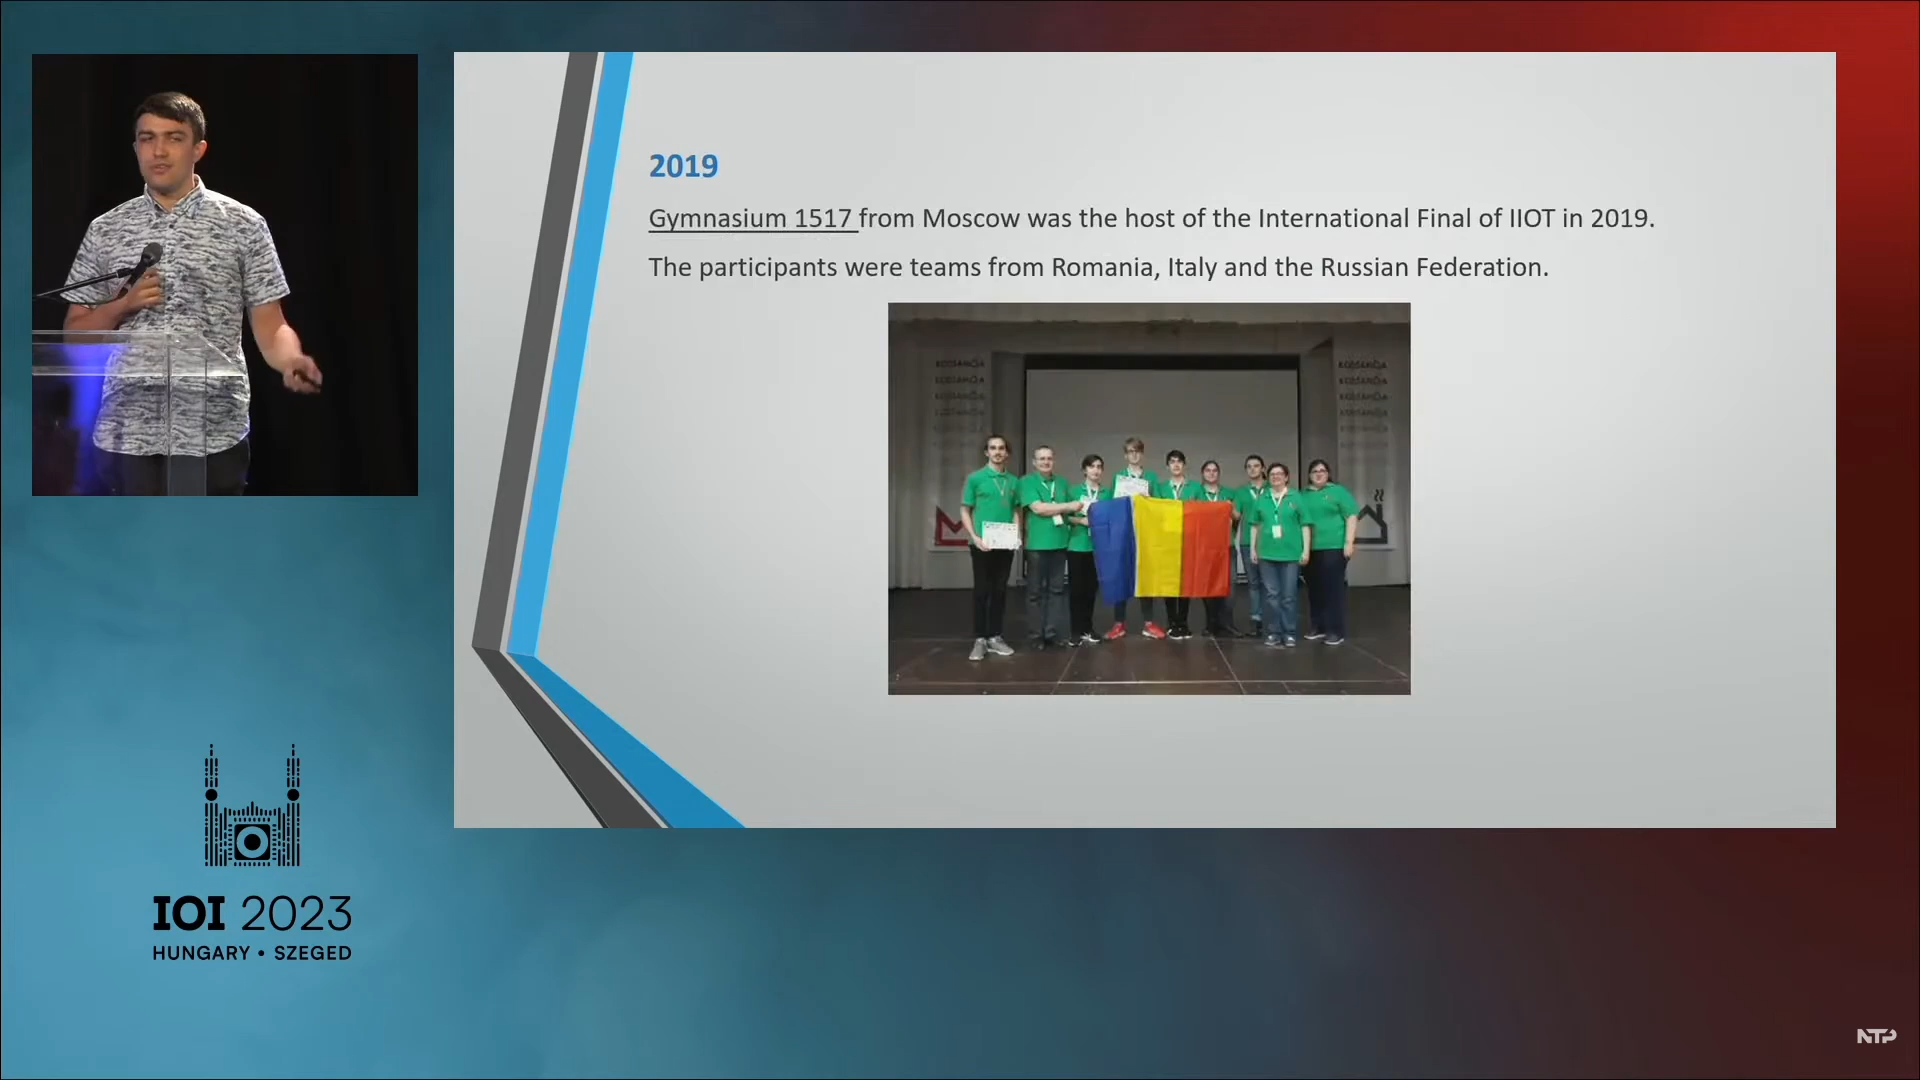 2019
Gymnasium 1517 from Moscow was the host of the International Final of IIOT in 2019.
The participants were teams from Romania, Italy and the Russian Federation.
IOI 2023
HUNGARY • SZEGED
NTP